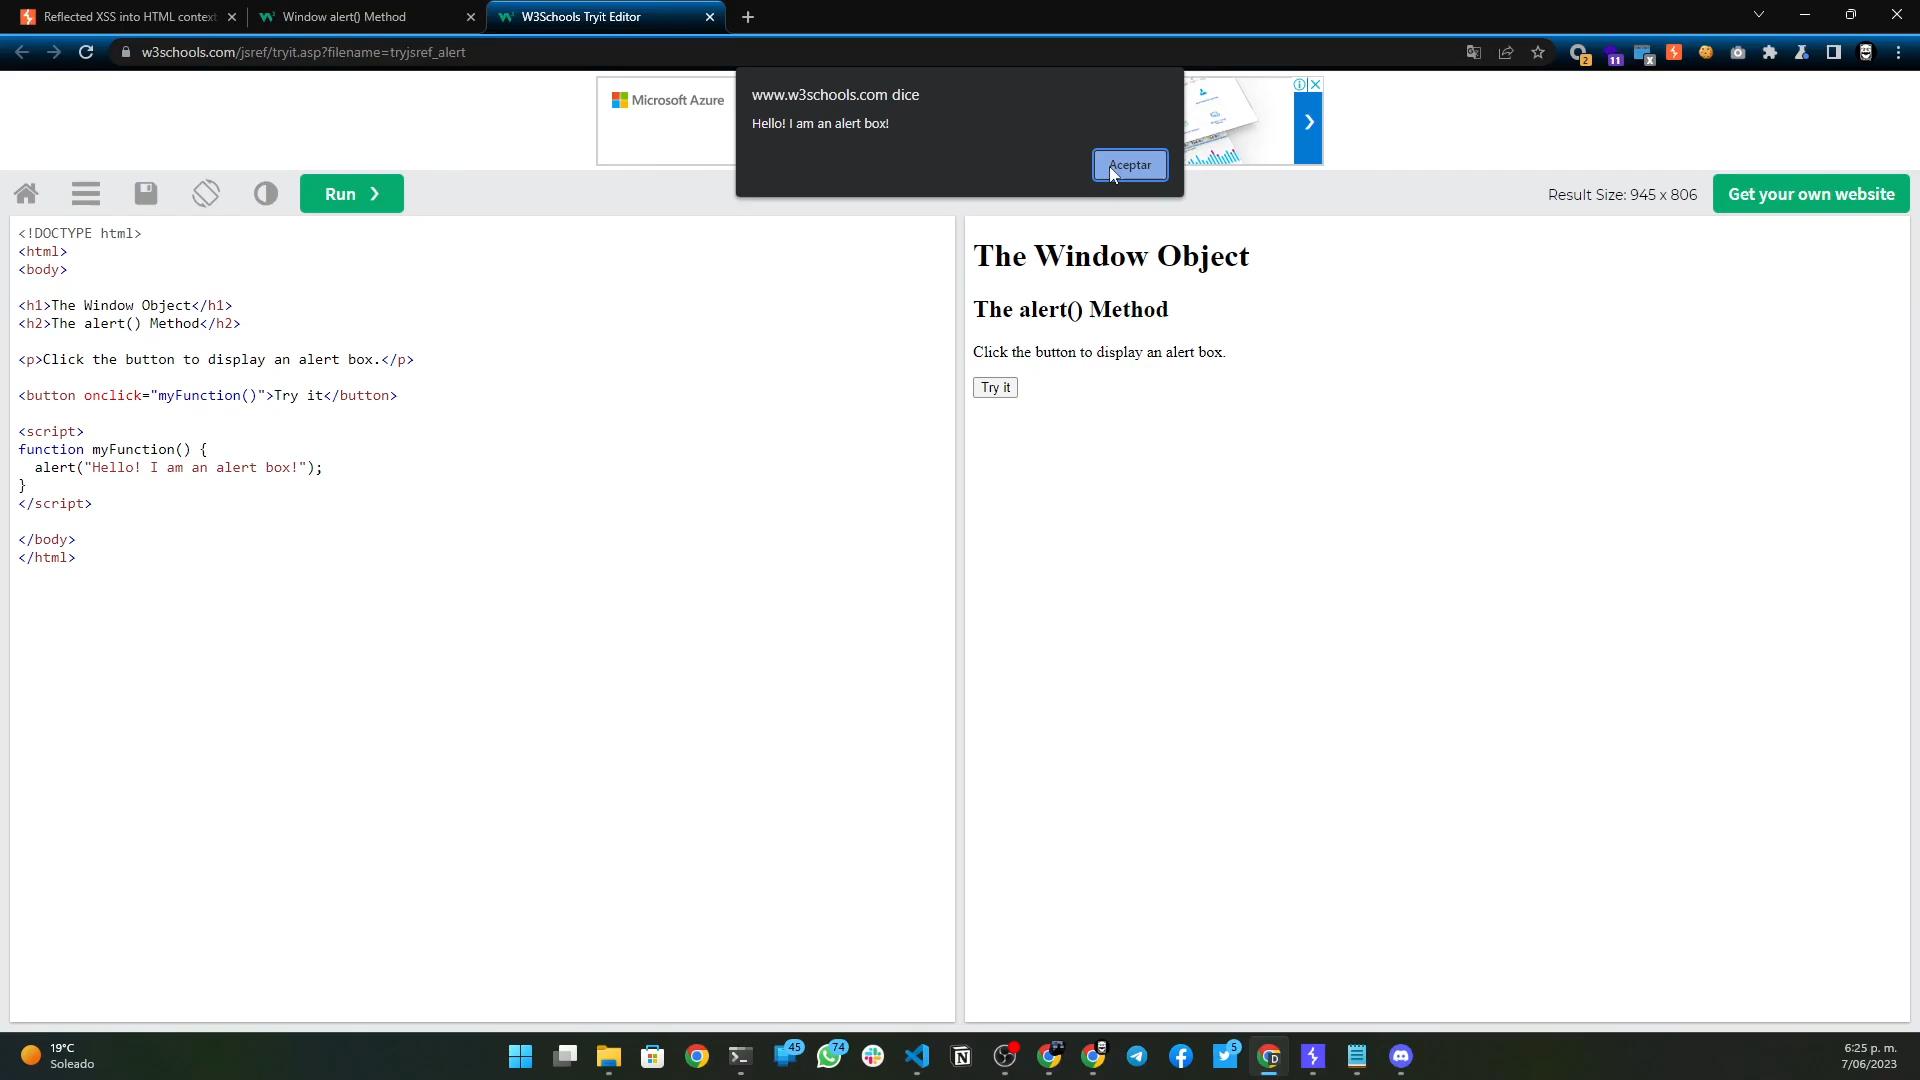 Reflected XSS into HTML context
Window alert() Method
W3Schools Tryit Editor
w3schools.com/jsref/tryit.asp?filename=tryjsref_alert
2
11
x
Microsoft Azure
www.w3schools.com dice
Hello! I am an alert box!
Aceptar
Run ❯
Result Size: 945 x 806
Get your own website
<!DOCTYPE html>
<html>
<body>
<h1>The Window Object</h1>
<h2>The alert() Method</h2>
<p>Click the button to display an alert box.</p>
<button onclick="myFunction()">Try it</button>
<script>
function myFunction() {
alert("Hello! I am an alert box!");
}
</script>
</body>
</html>
The Window Object
The alert() Method
Click the button to display an alert box.
Try it
19°C
Soleado
45
74
5
6:25 p. m.
7/06/2023